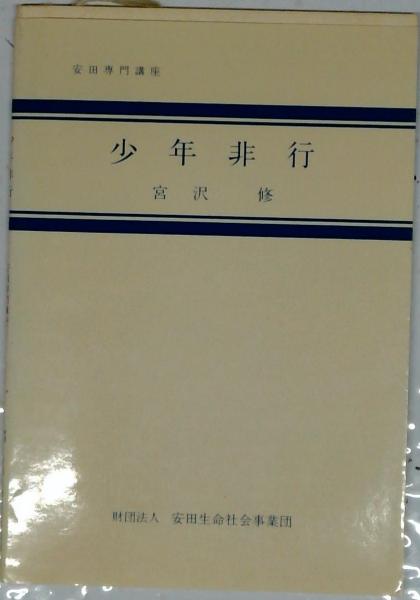 安田専門講座
少年非行
宮沢 修
財団法人 安田生命社会事業団